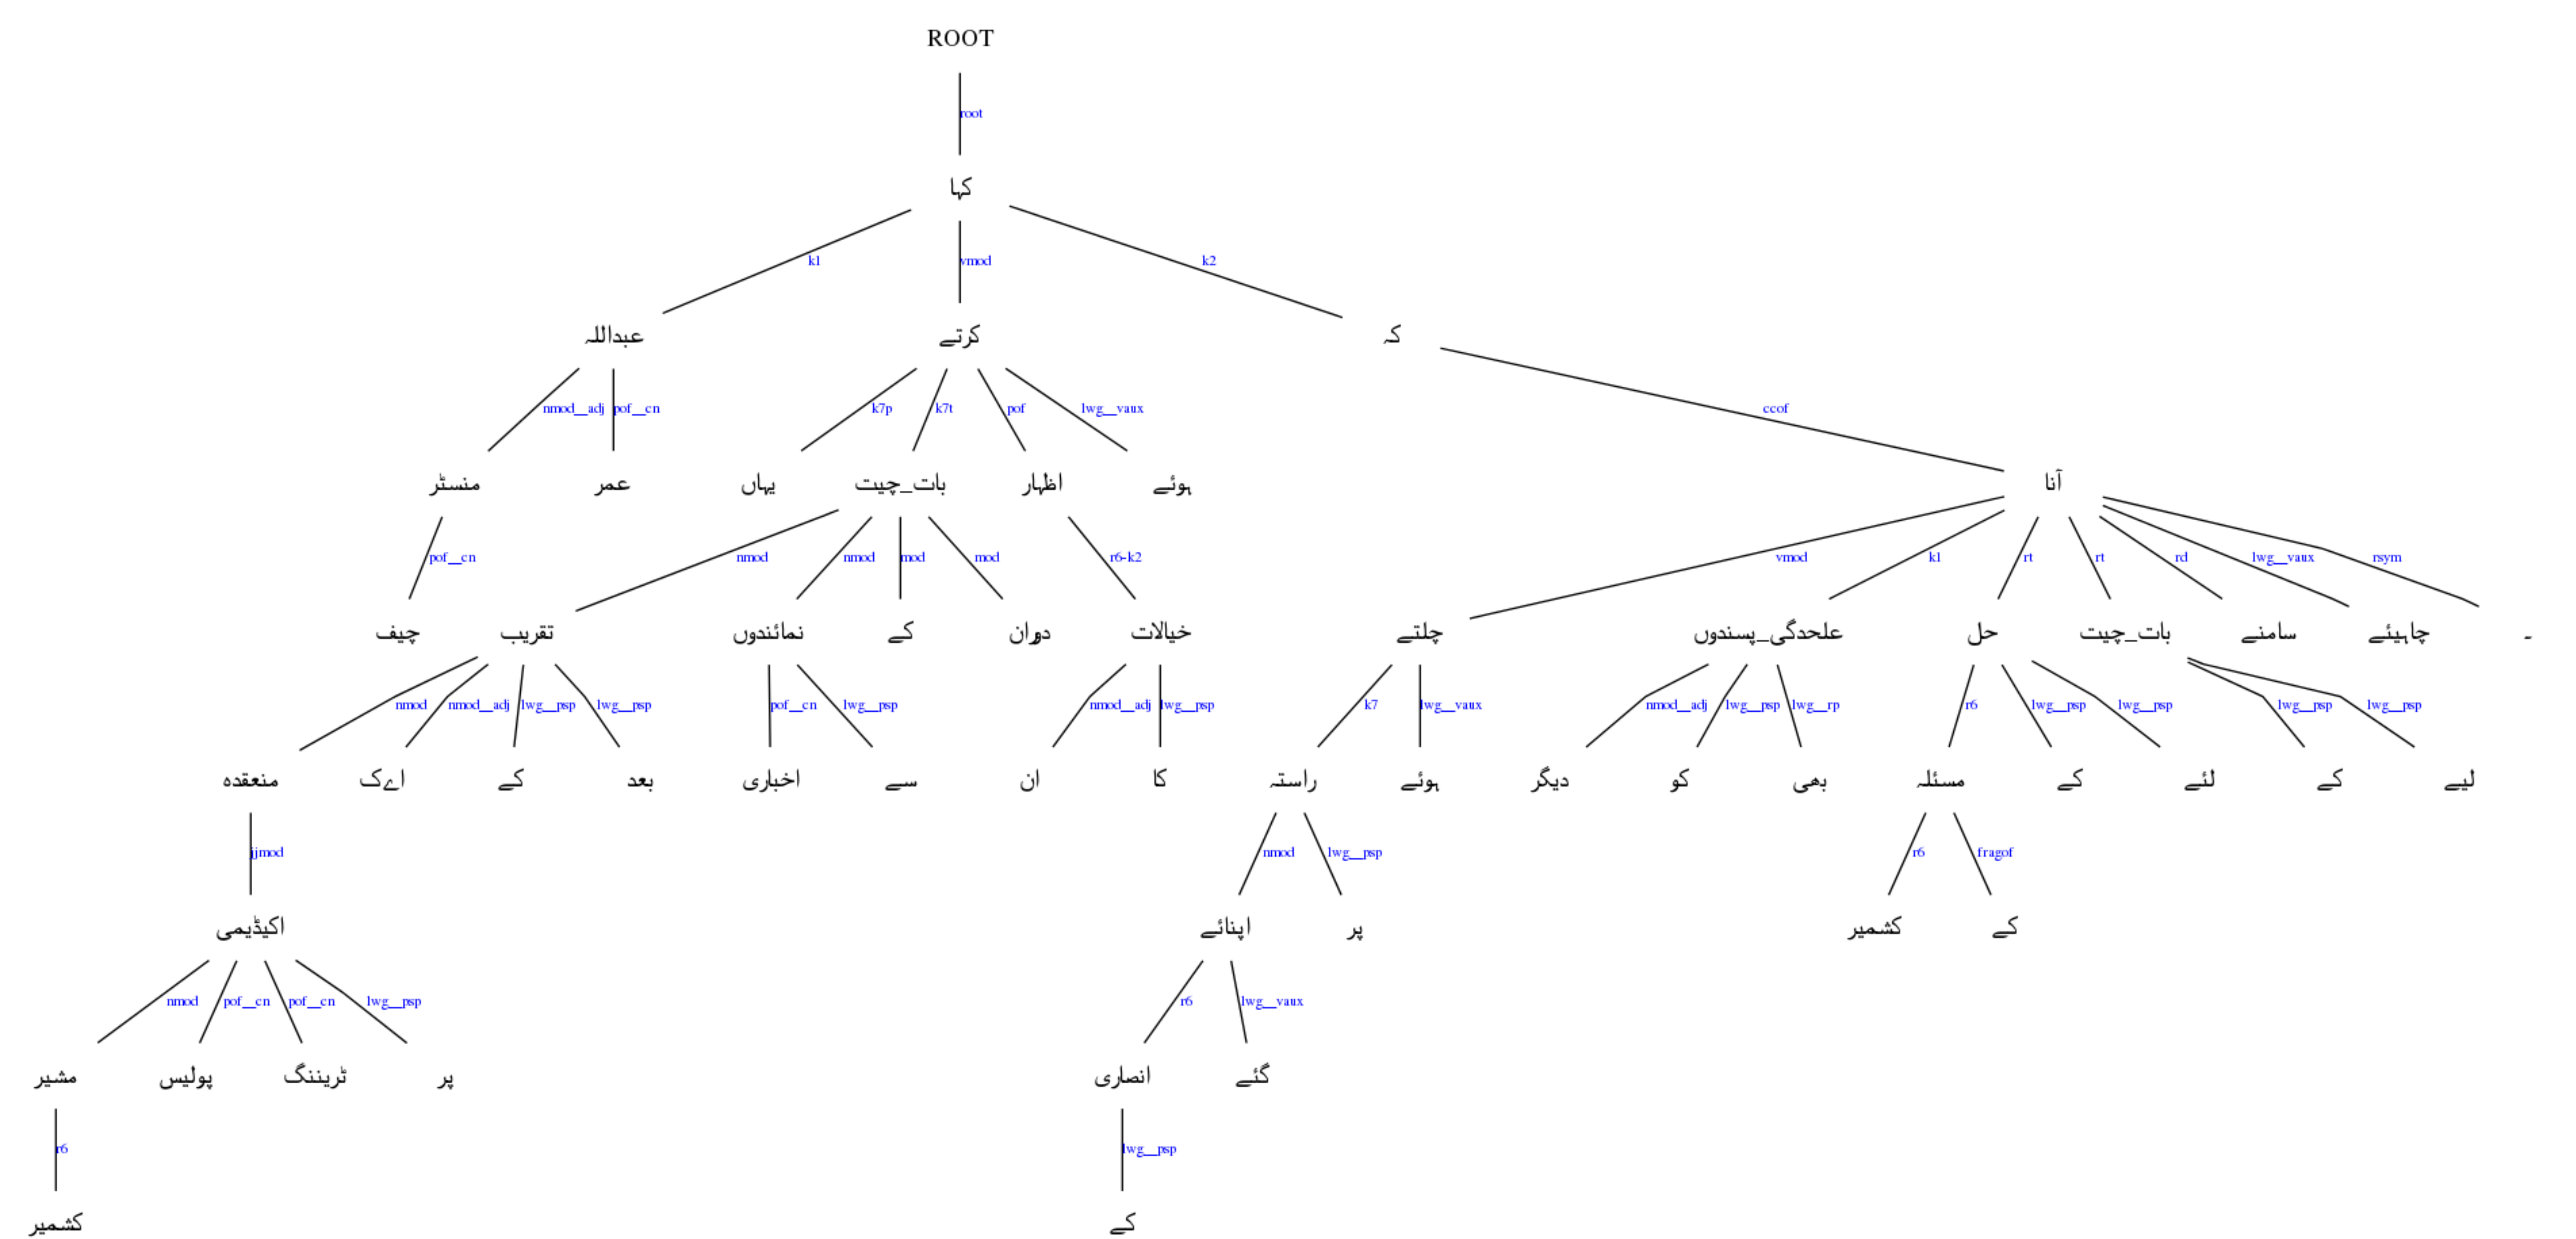 ROOT
root
کہا
k1 vmod k2
عبداللہ کرتے کہ
nmod__adj pof__cn k7p k7t pof lwg__vaux ccof
منسٹر عمر یہاں بات_چیت اظہار ہوئے آنا
pof__cn nmod nmod mod mod r6-k2 vmod k1 rt rt rd lwg__vaux rsym
چیف تقریب نمائندوں کے دوران خیالات چلتے علحدگی_پسندوں حل بات_چیت سامنے چاہیئے ۔
nmod nmod__adj lwg__psp lwg__psp pof__cn lwg__psp nmod__adj lwg__psp k7 lwg__vaux nmod__adj lwg__psp lwg__rp r6 lwg__psp lwg__psp lwg__psp lwg__psp
منعقدہ اےک کے بعد اخباری سے ان کا راستہ ہوئے دیگر کو بھی مسئلہ کے لئے کے لیے
jjmod nmod lwg__psp r6 fragof
اکیڈیمی اپنائے پر کشمیر کے
nmod pof__cn pof__cn lwg__psp r6 lwg__vaux
مشیر پولیس ٹریننگ پر انصاری گئے
r6 lwg__psp
کشمیر کے